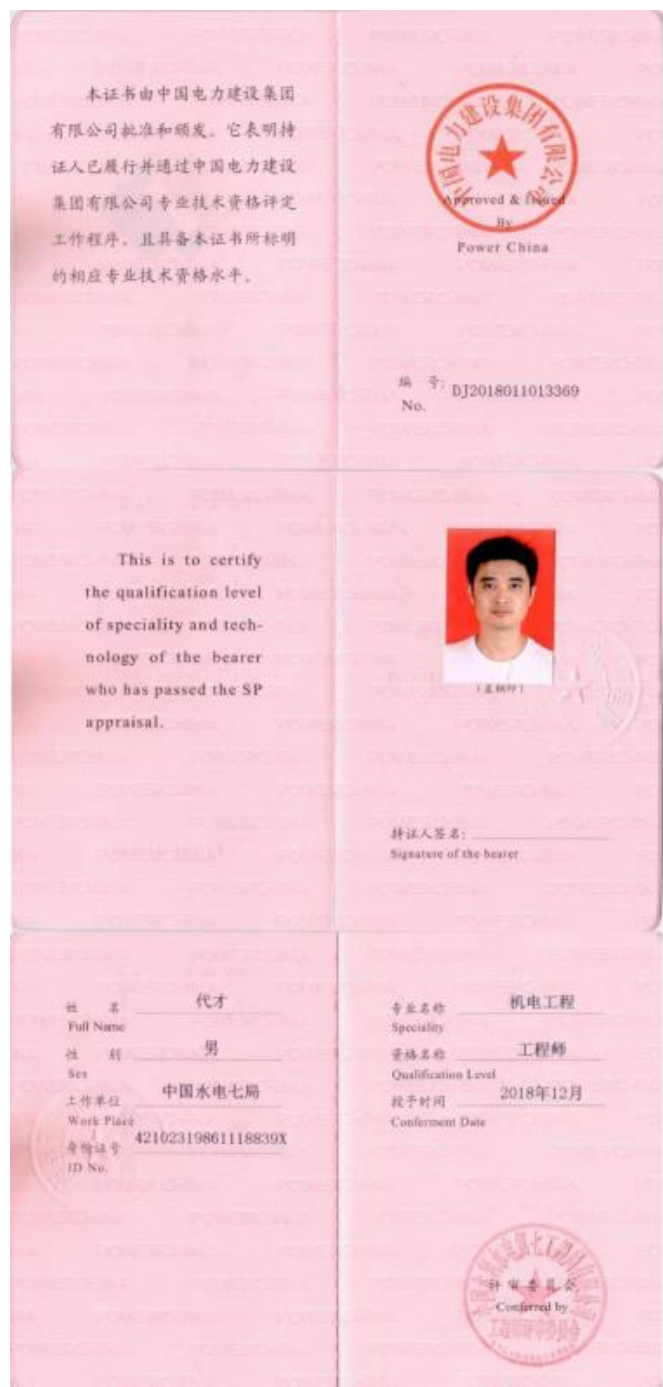 本证书由中国电力建设集团
有限公司批准和颁发。它表明持
证人已履行并通过中国电力建设
集团有限公司专业技术资格评定
工作程序。且具备本证书所标明
的相应专业技术资格水平。
中国电力建设集团有限公司
Approved & Issued
By
Power China
编 号: DJ2018011013369
No.
This is to certify
the qualification level
of speciality and tech-
nology of the bearer
who has passed the SP
appraisal.
(盖钢印)
持证人签名:
Signature of the bearer
姓 名 代才
Full Name
性 别 男
Sex
工作单位 中国水电七局
Work Place
身份证号 42102319861118839X
ID No.
专业名称 机电工程
Speciality
资格名称 工程师
Qualification Level
授予时间 2018年12月
Conferment Date
评审委员会
Conferred by